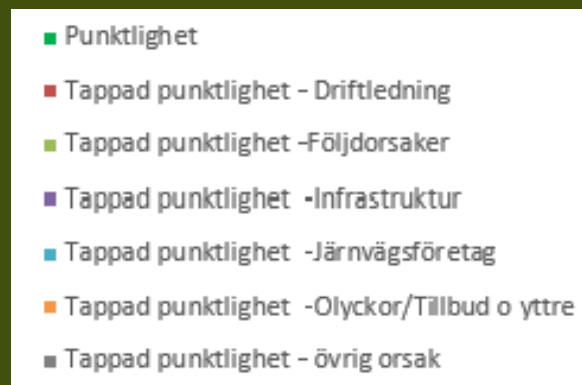 Punktlighet
Tappad punktlighet – Driftledning
Tappad punktlighet –Följdorsaker
Tappad punktlighet -Infrastruktur
Tappad punktlighet -Järnvägsföretag
Tappad punktlighet -Olyckor/Tillbud o yttre
Tappad punktlighet – övrig orsak